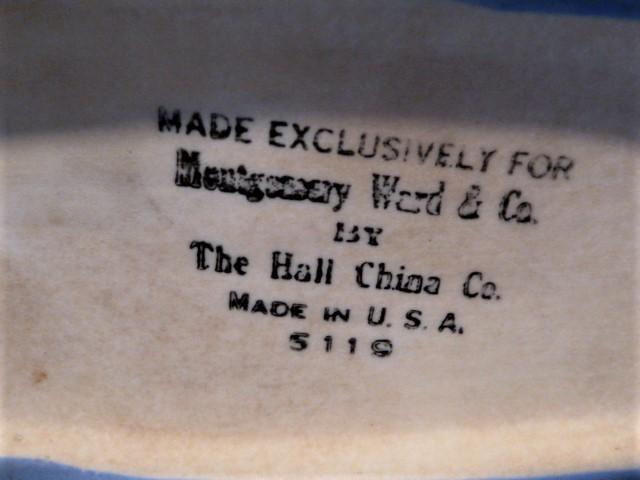 MADE EXCLUSIVELY FOR
Montgomery Ward & Co.
BY
The Hall China Co.
MADE IN U. S. A.
5119